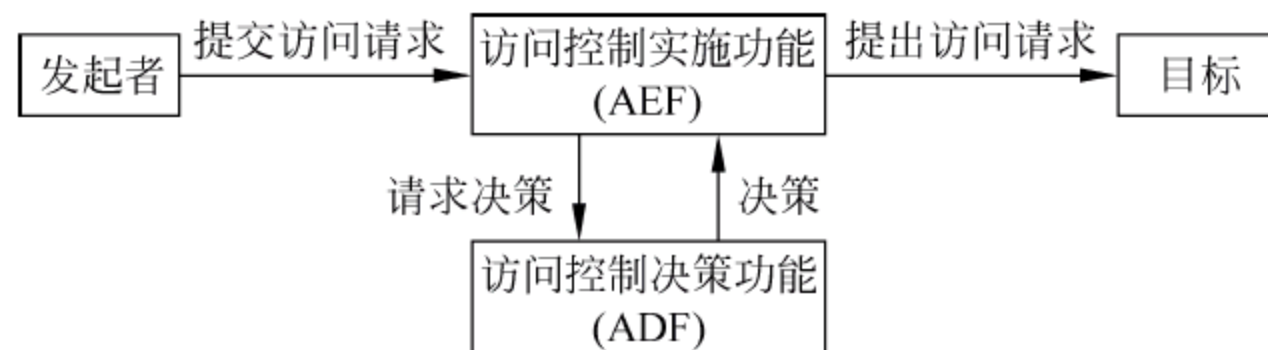 发起者
提交访问请求
访问控制实施功能
(AEF)
提出访问请求
目标
请求决策
决策
访问控制决策功能
(ADF)